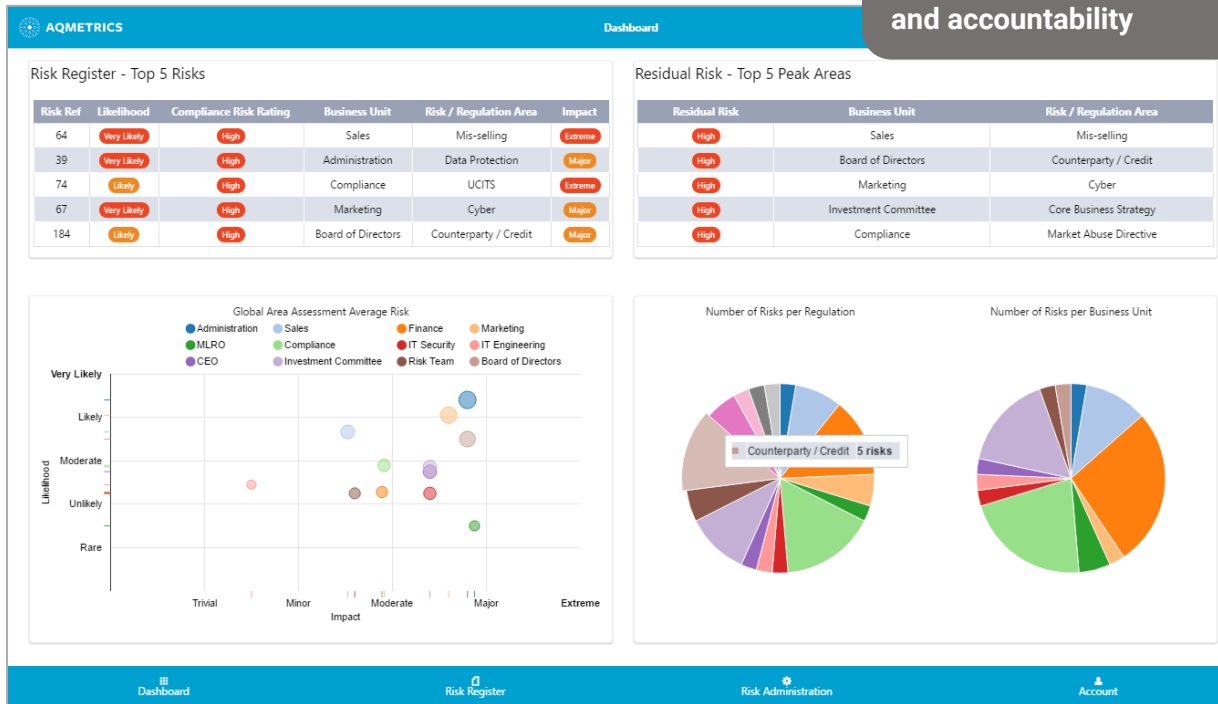 and accountability
AQMETRICS
Dashboard
Risk Register - Top 5 Risks
Risk Ref Likelihood Compliance Risk Rating Business Unit Risk / Regulation Area Impact
64 Very Likely High Sales Mis-selling Extreme
39 Very Likely High Administration Data Protection Major
74 Likely High Compliance UCITS Extreme
67 Very Likely High Marketing Cyber Major
184 Likely High Board of Directors Counterparty / Credit Major
Residual Risk - Top 5 Peak Areas
Residual Risk Business Unit Risk / Regulation Area
High Sales Mis-selling
High Board of Directors Counterparty / Credit
High Marketing Cyber
High Investment Committee Core Business Strategy
High Compliance Market Abuse Directive
Global Area Assessment Average Risk
Administration Sales Finance Marketing
MLRO Compliance IT Security IT Engineering
CEO Investment Committee Risk Team Board of Directors
Very Likely
Likely
Moderate
Unlikely
Rare
Likelihood
Trivial Minor Moderate Major Extreme
Impact
Number of Risks per Regulation
Counterparty / Credit 5 risks
Number of Risks per Business Unit
Dashboard
Risk Register
Risk Administration
Account